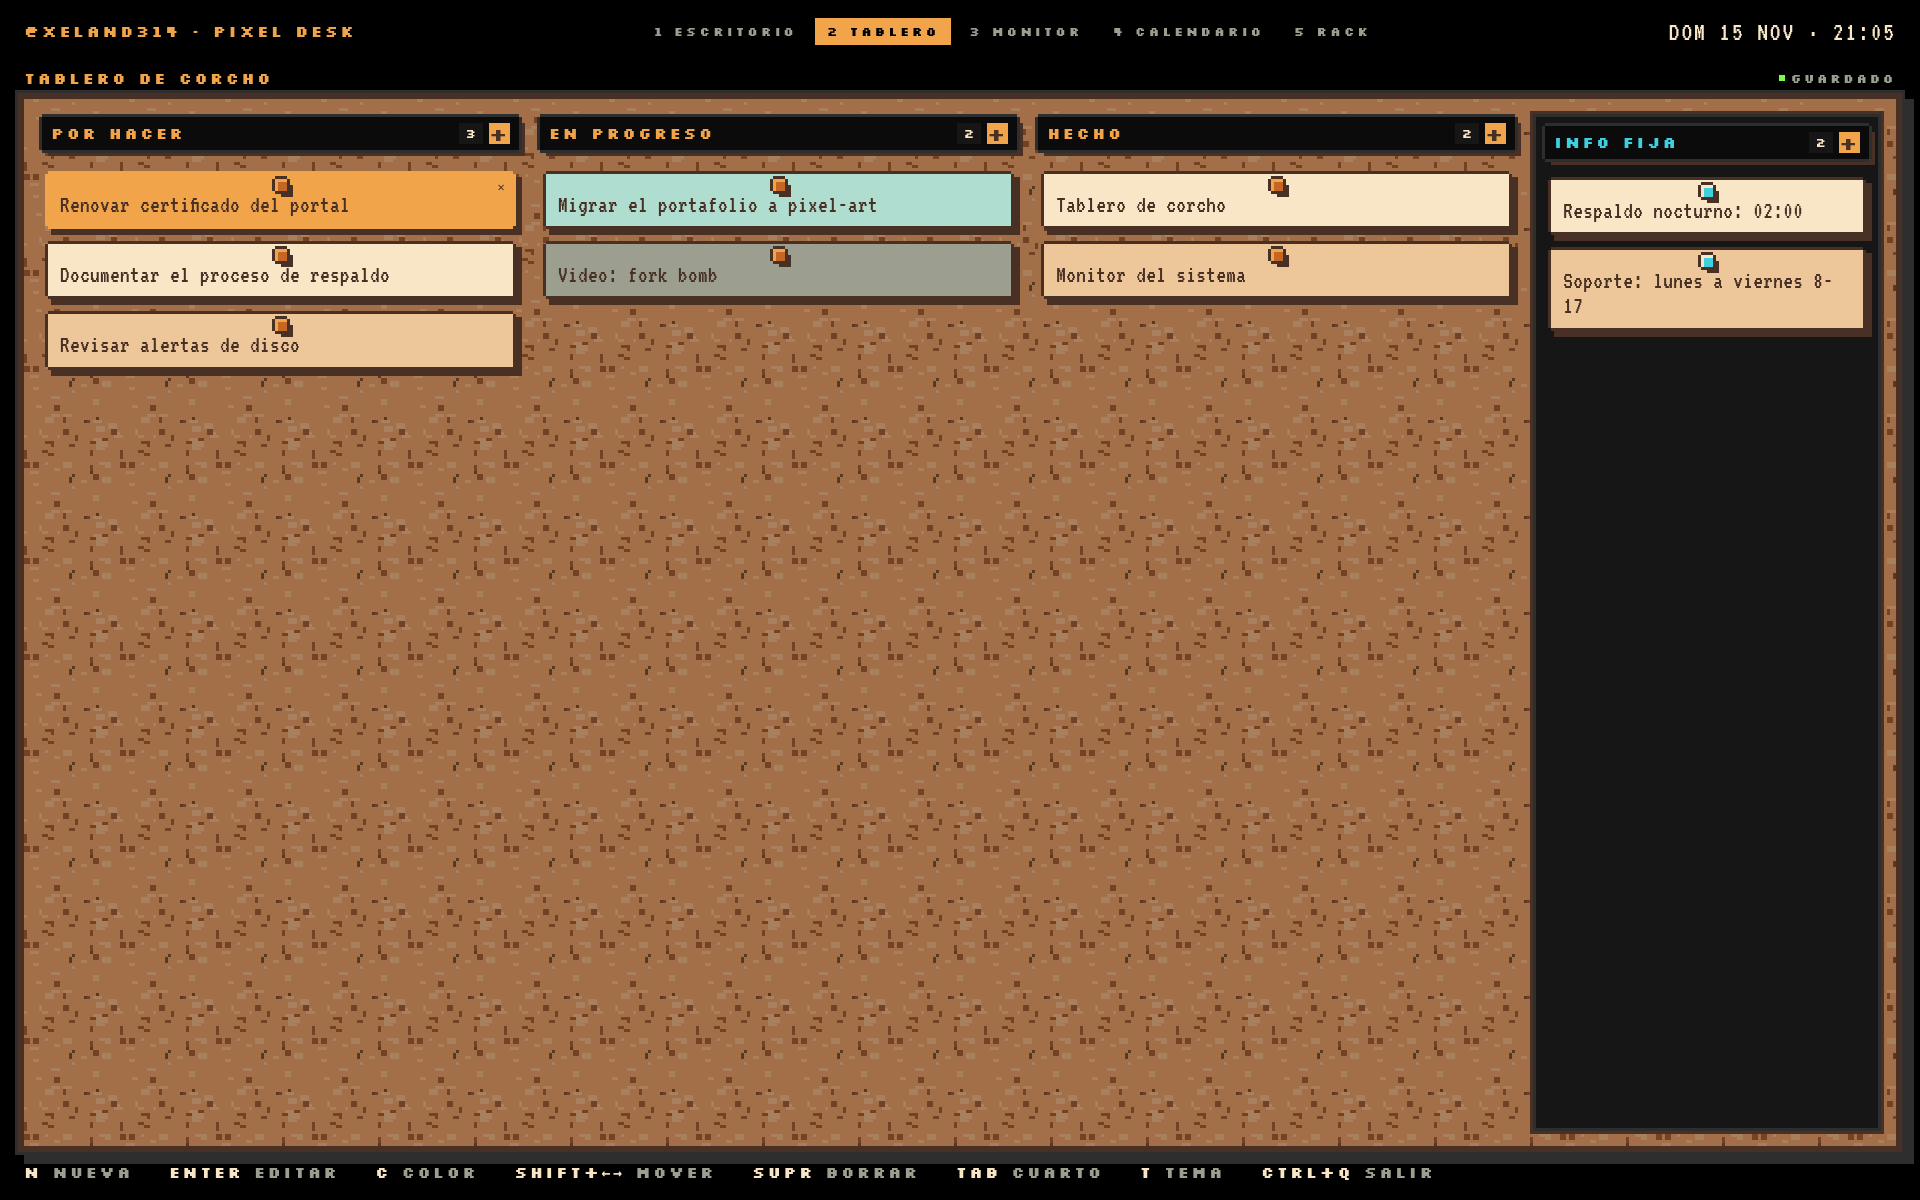 @XELAND314 · PIXEL DESK
1 ESCRITORIO
2 TABLERO
3 MONITOR
4 CALENDARIO
5 RACK
DOM 15 NOV · 21:05
TABLERO DE CORCHO
GUARDADO
POR HACER
3 +
Renovar certificado del portal
×
Documentar el proceso de respaldo
Revisar alertas de disco
EN PROGRESO
2 +
Migrar el portafolio a pixel-art
Video: fork bomb
HECHO
2 +
Tablero de corcho
Monitor del sistema
INFO FIJA
2 +
Respaldo nocturno: 02:00
Soporte: lunes a viernes 8-
17
N NUEVA
ENTER EDITAR
C COLOR
SHIFT+←→ MOVER
SUPR BORRAR
TAB CUARTO
T TEMA
CTRL+Q SALIR